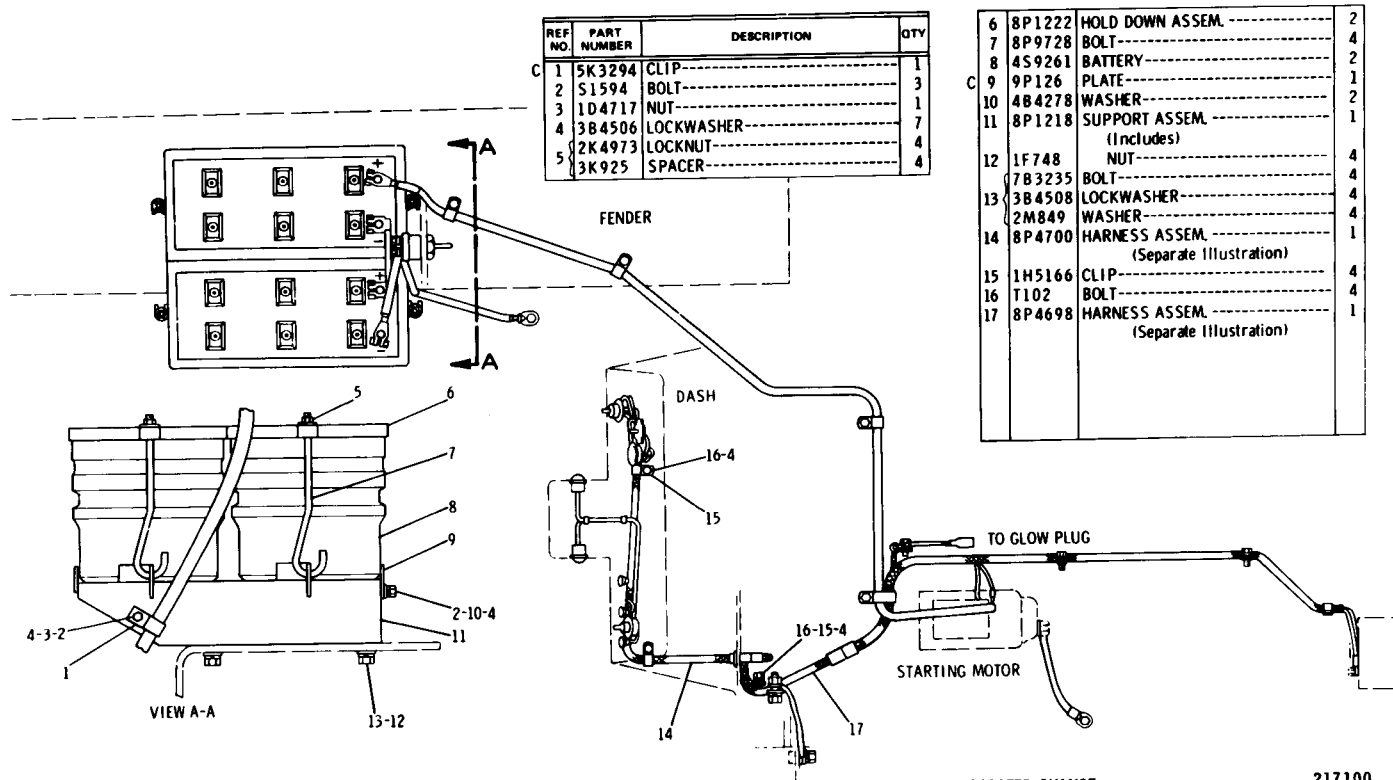 REF NO. PART NUMBER DESCRIPTION QTY
C 1 5K3294 CLIP 1
2 S1594 BOLT 3
3 1D4717 NUT 1
4 3B4506 LOCKWASHER 7
5 2K4973 LOCKNUT 4
3K925 SPACER 4
6 8P1222 HOLD DOWN ASSEM. 2
7 8P9728 BOLT 4
8 4S9261 BATTERY 2
C 9 9P126 PLATE 1
10 4B4278 WASHER 2
11 8P1218 SUPPORT ASSEM. 1
(Includes)
12 1F748 NUT 4
7B3235 BOLT 4
13 3B4508 LOCKWASHER 4
2M849 WASHER 4
14 8P4700 HARNESS ASSEM. 1
(Separate Illustration)
15 1H5166 CLIP 4
16 T102 BOLT 4
17 8P4698 HARNESS ASSEM. 1
(Separate Illustration)
A
A
+
-
+
-
FENDER
DASH
5
6
7
8
9
2-10-4
11
4-3-2
1
13-12
VIEW A-A
16-4
15
TO GLOW PLUG
16-15-4
STARTING MOTOR
14
17
217100